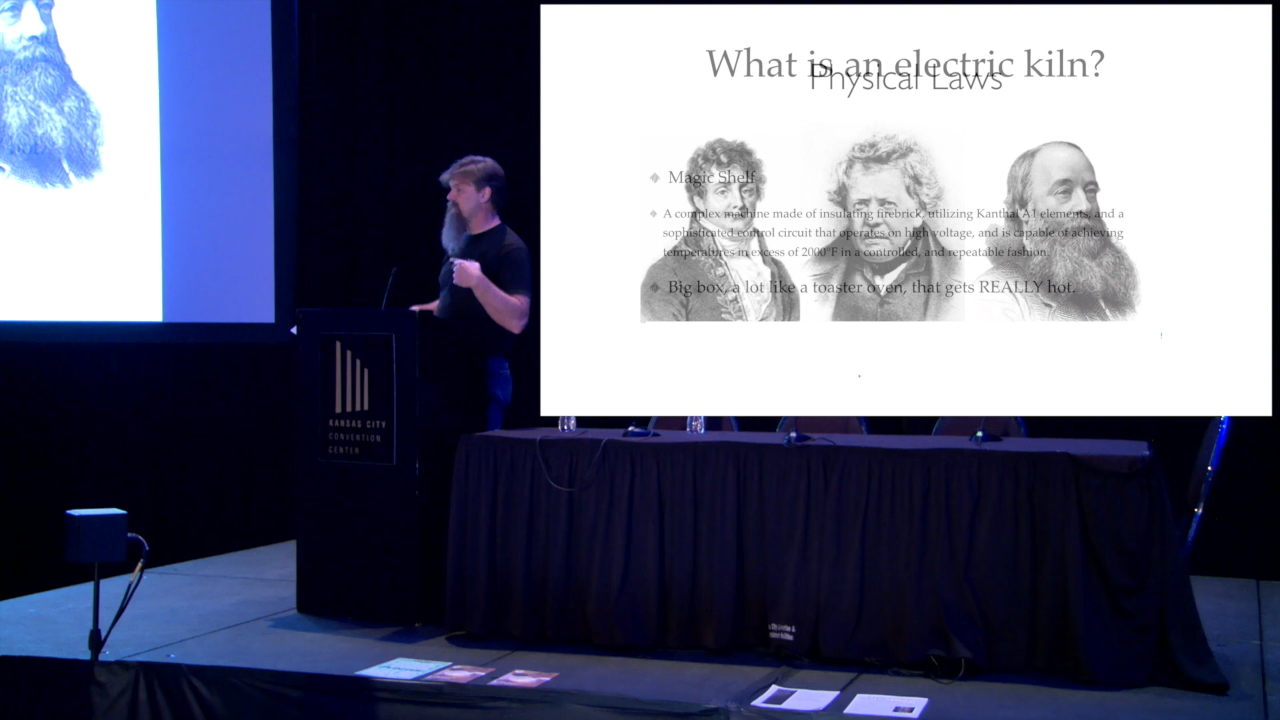 What is an electric kiln?
Physical Laws
Magic Shelf
A complex machine made of insulating firebrick, utilizing Kanthal A1 elements, and a
sophisticated control circuit that operates on high voltage, and is capable of achieving
temperatures in excess of 2000°F in a controlled, and repeatable fashion.
Big box, a lot like a toaster oven, that gets REALLY hot.
KANSAS CITY
CONVENTION
CENTER